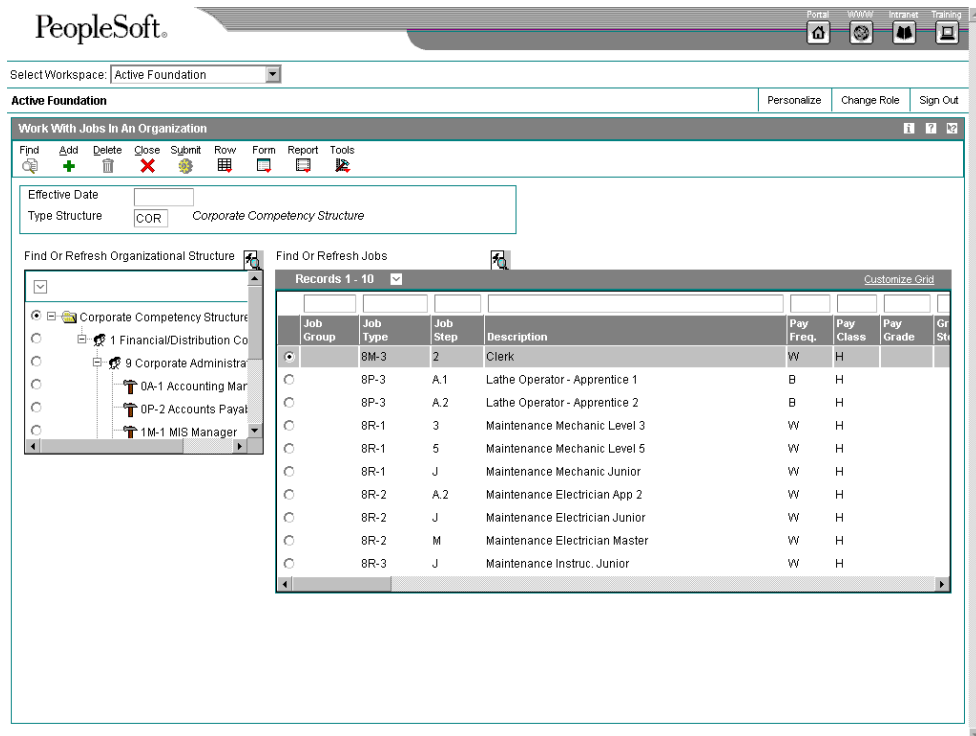 PeopleSoft.
Portal WWW Intranet Training
Select Workspace: Active Foundation
Active Foundation Personalize Change Role Sign Out
Work With Jobs In An Organization
Find Add Delete Close Submit Row Form Report Tools
Effective Date
Type Structure COR Corporate Competency Structure
Find Or Refresh Organizational Structure
Corporate Competency Structure
1 Financial/Distribution Co
9 Corporate Administra
0A-1 Accounting Man
0P-2 Accounts Payab
1M-1 MIS Manager
Find Or Refresh Jobs
Records 1 - 10 Customize Grid
Job Group Job Type Job Step Description Pay Freq. Pay Class Pay Grade Gr Ste
8M-3 2 Clerk W H
8P-3 A.1 Lathe Operator - Apprentice 1 B H
8P-3 A.2 Lathe Operator - Apprentice 2 B H
8R-1 3 Maintenance Mechanic Level 3 W H
8R-1 5 Maintenance Mechanic Level 5 W H
8R-1 J Maintenance Mechanic Junior W H
8R-2 A.2 Maintenance Electrician App 2 W H
8R-2 J Maintenance Electrician Junior W H
8R-2 M Maintenance Electrician Master W H
8R-3 J Maintenance Instruc. Junior W H